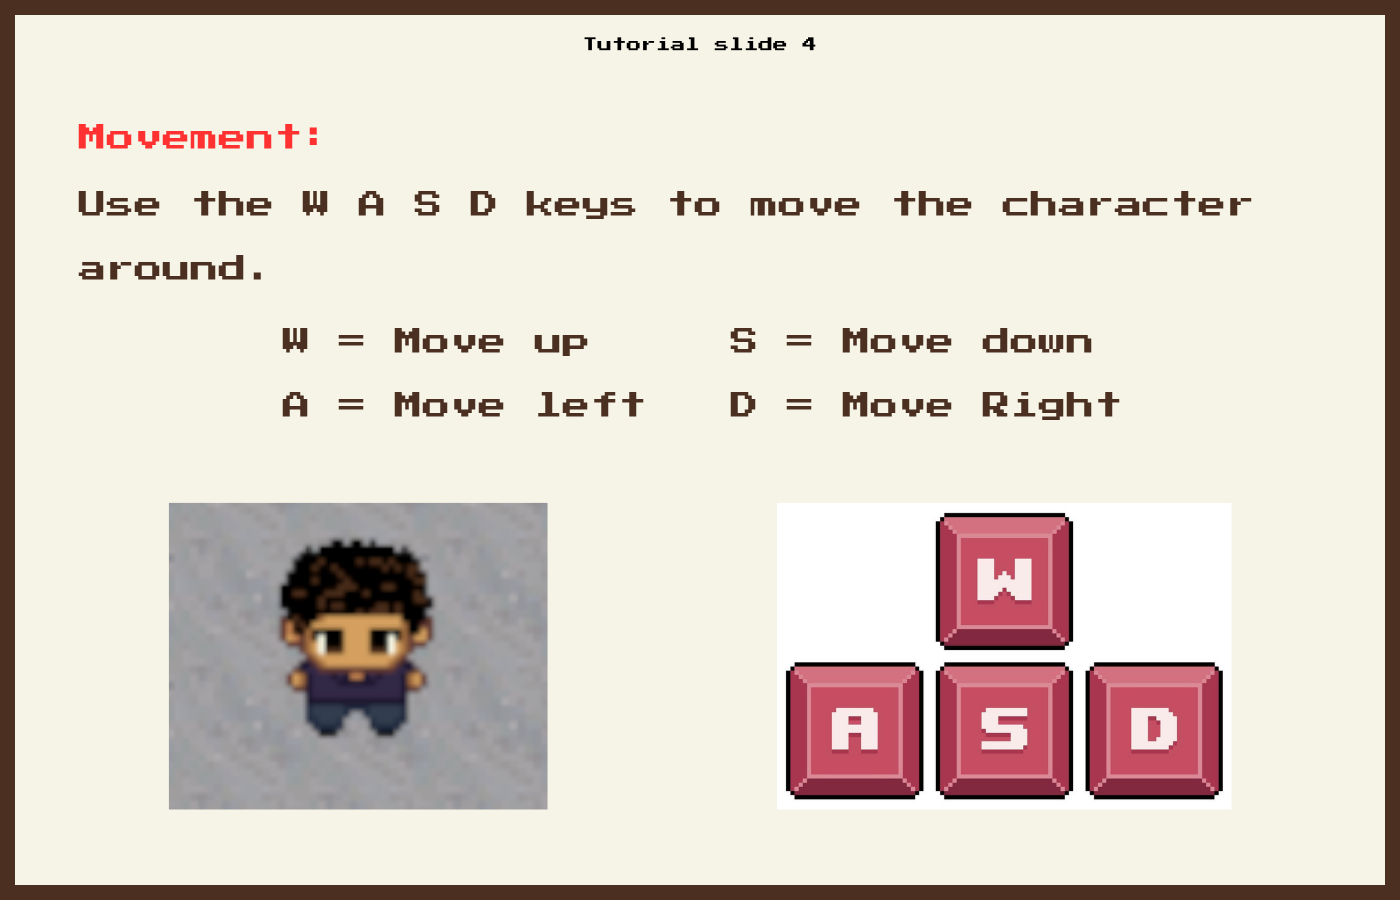 Tutorial slide 4
Movement:
Use the W A S D keys to move the character
around.
W = Move up S = Move down
A = Move left D = Move Right
W
A S D